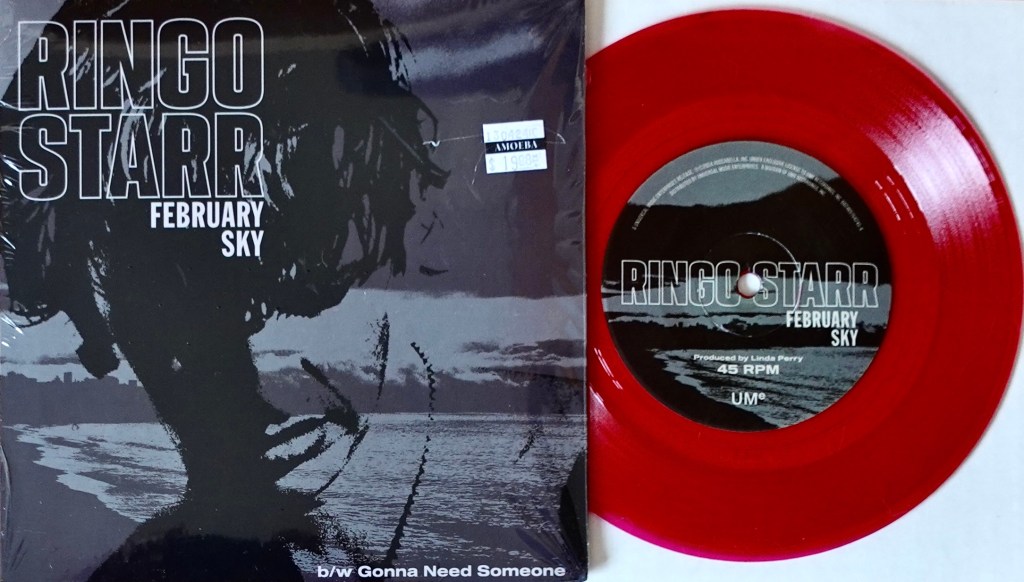 RINGO
STARR
FEBRUARY
SKY
AMOEBA
b/w Gonna Need Someone
RINGO STARR
FEBRUARY
SKY
Produced by Linda Perry
45 RPM
UMe